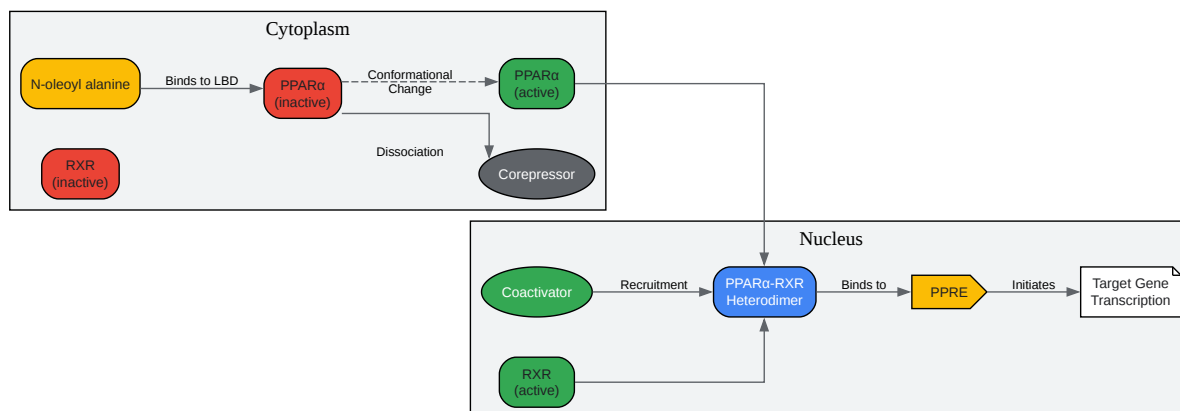 Cytoplasm
N-oleoyl alanine
Binds to LBD
PPARα
(inactive)
Conformational
Change
PPARα
(active)
Dissociation
Corepressor
RXR
(inactive)
Nucleus
Coactivator
Recruitment
PPARα-RXR
Heterodimer
Binds to
PPRE
Initiates
Target Gene
Transcription
RXR
(active)